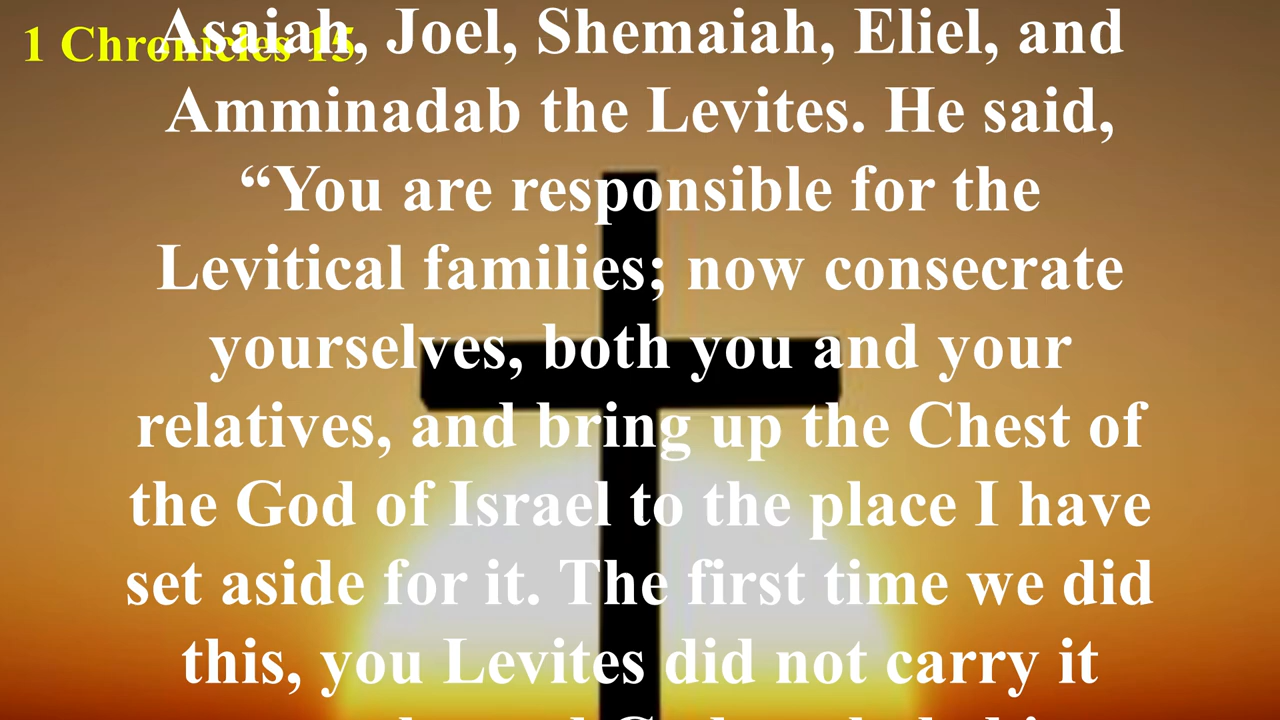 1 Chronicles 15
Asaiah, Joel, Shemaiah, Eliel, and
Amminadab the Levites. He said,
“You are responsible for the
Levitical families; now consecrate
yourselves, both you and your
relatives, and bring up the Chest of
the God of Israel to the place I have
set aside for it. The first time we did
this, you Levites did not carry it